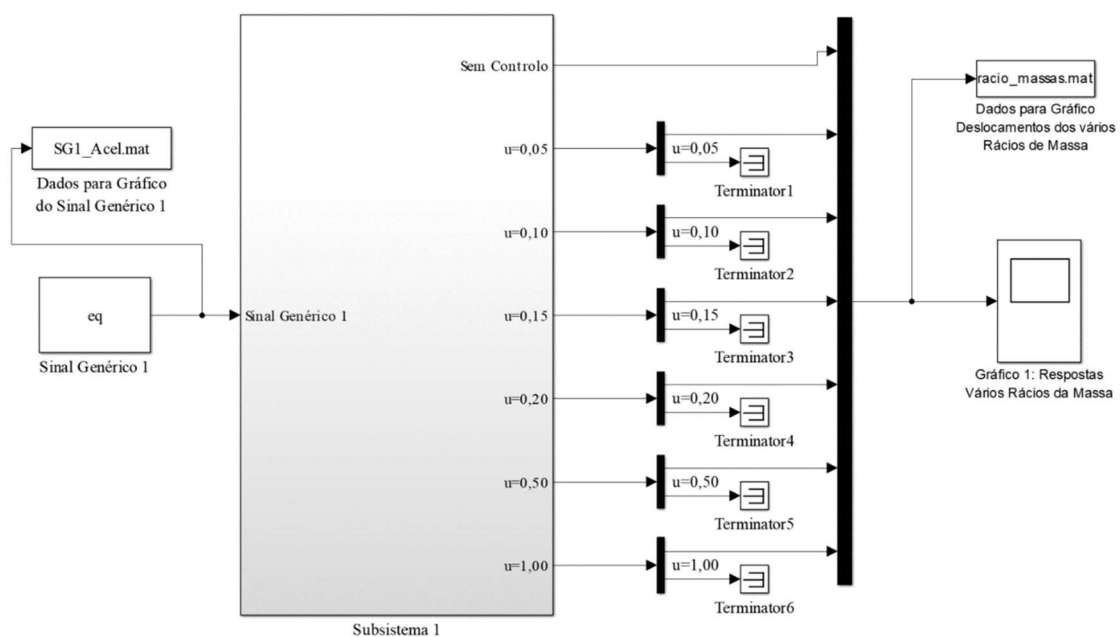 Sem Controlo
racio_massas.mat
Dados para Gráfico
Deslocamentos dos vários
Rácios de Massa
SG1_Acel.mat
Dados para Gráfico
do Sinal Genérico 1
u=0,05
u=0,05
Terminator1
u=0,10
u=0,10
Terminator2
eq
Sinal Genérico 1
Sinal Genérico 1
u=0,15
u=0,15
Terminator3
Gráfico 1: Respostas
Vários Rácios da Massa
u=0,20
u=0,20
Terminator4
u=0,50
u=0,50
Terminator5
u=1,00
u=1,00
Terminator6
Subsistema 1